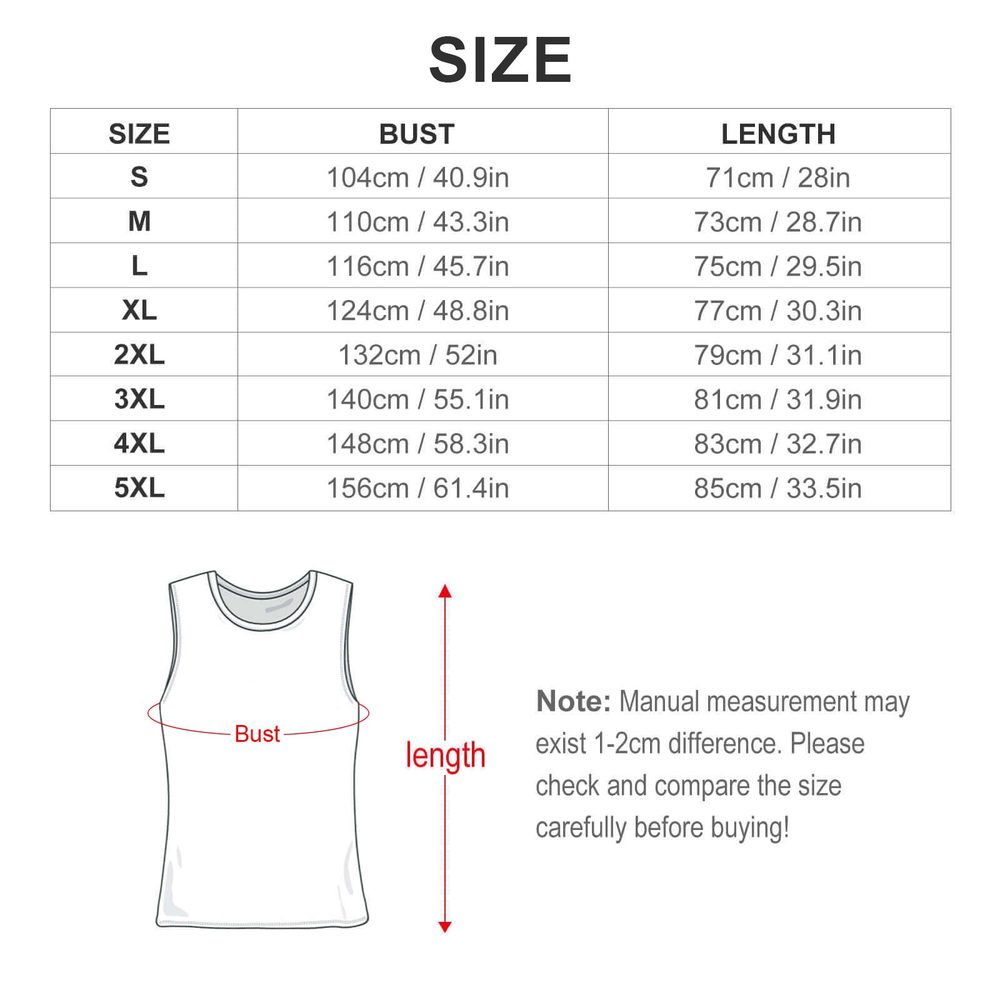 SIZE
SIZE BUST LENGTH
S 104cm / 40.9in 71cm / 28in
M 110cm / 43.3in 73cm / 28.7in
L 116cm / 45.7in 75cm / 29.5in
XL 124cm / 48.8in 77cm / 30.3in
2XL 132cm / 52in 79cm / 31.1in
3XL 140cm / 55.1in 81cm / 31.9in
4XL 148cm / 58.3in 83cm / 32.7in
5XL 156cm / 61.4in 85cm / 33.5in
Bust
length
Note: Manual measurement may
exist 1-2cm difference. Please
check and compare the size
carefully before buying!